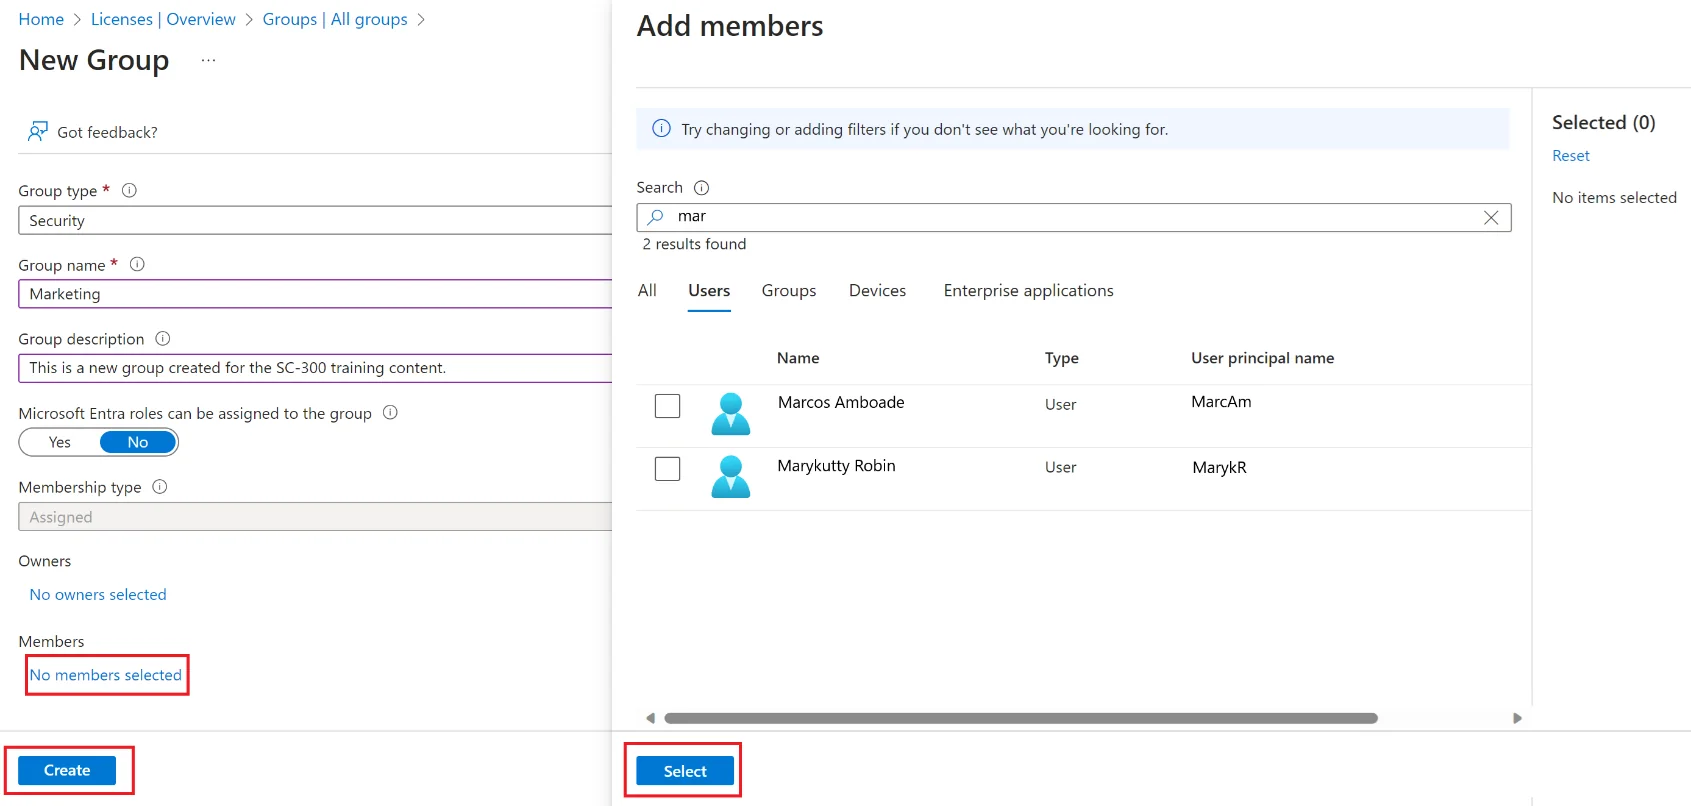 Home > Licenses | Overview > Groups | All groups >
New Group ...
Got feedback?
Group type *
Security
Group name *
Marketing
Group description
This is a new group created for the SC-300 training content.
Microsoft Entra roles can be assigned to the group
Yes No
Membership type
Assigned
Owners
No owners selected
Members
No members selected
Create
Add members
Try changing or adding filters if you don't see what you're looking for.
Search
mar
2 results found
All Users Groups Devices Enterprise applications
Name Type User principal name
Marcos Amboade User MarcAm
Marykutty Robin User MarykR
Select
Selected (0)
Reset
No items selected